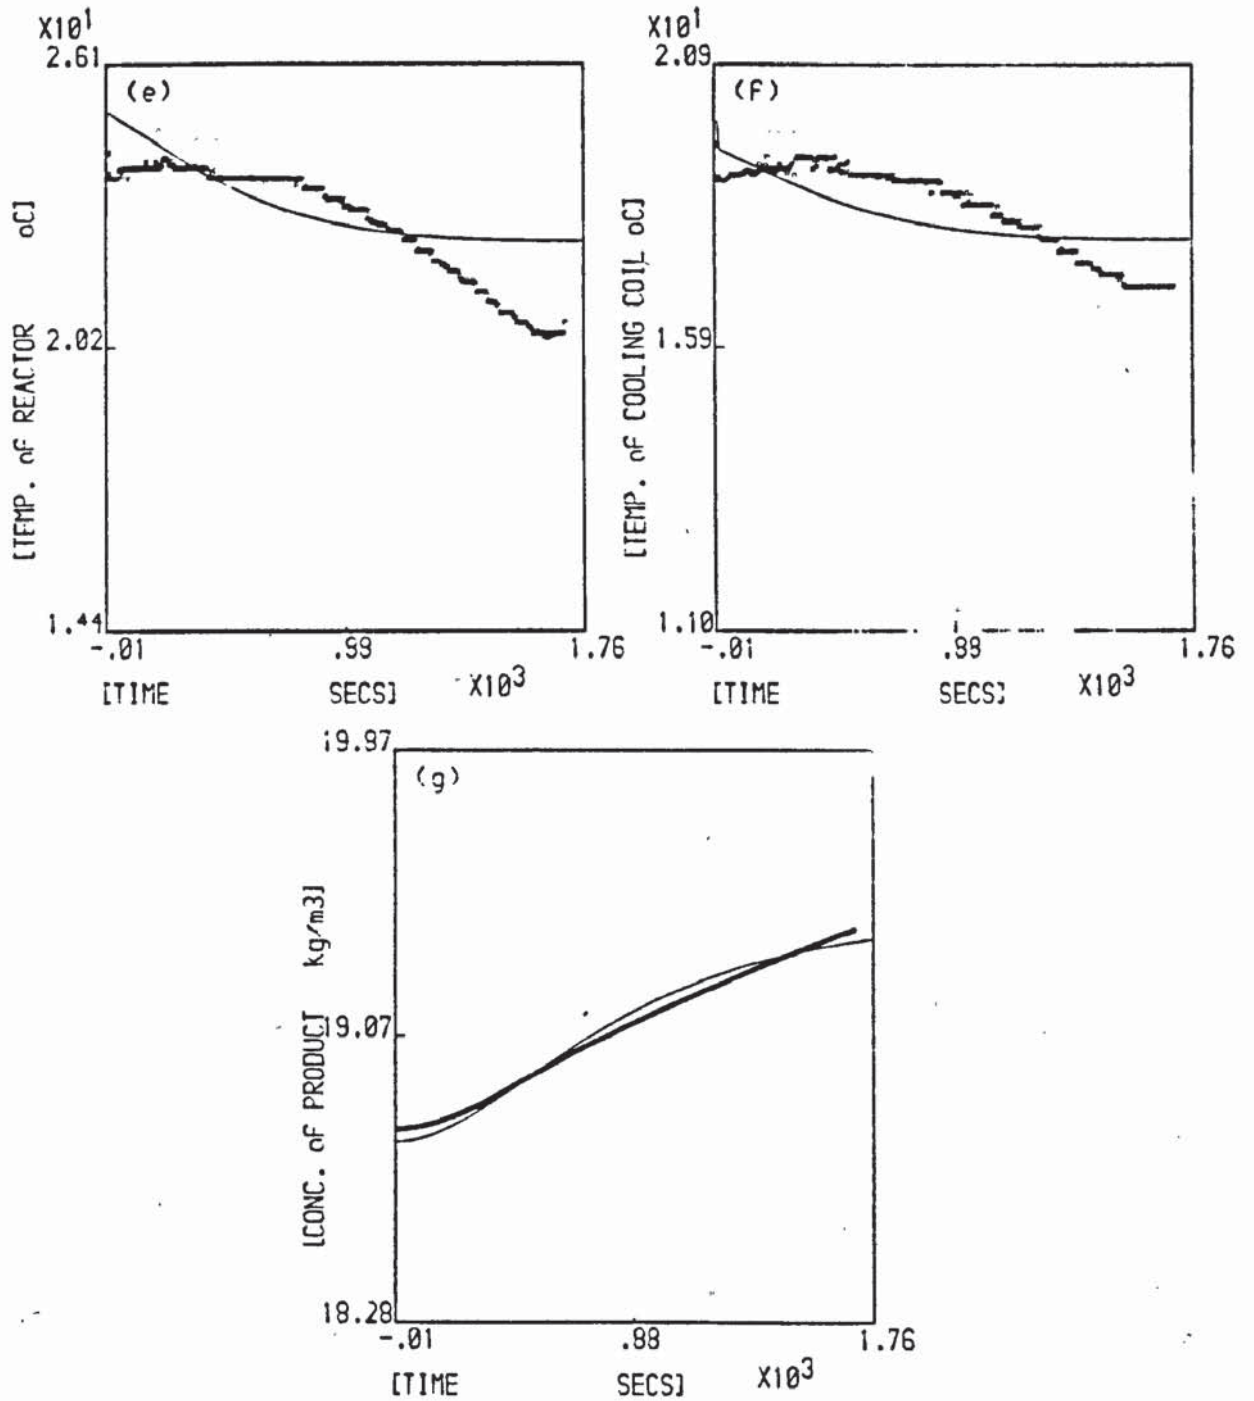 X10¹
2.61
(e)
[TEMP. of REACTOR oC]
2.02
1.44
-.01 .99 1.76
[TIME SECS] X10³
X10¹
2.09
(f)
[TEMP. of COOLING COIL oC]
1.59
1.10
-.01 .99 1.76
[TIME SECS] X10³
19.97
(g)
[CONC. of PRODUCT kg/m3]
19.07
18.28
-.01 .88 1.76
[TIME SECS] X10³